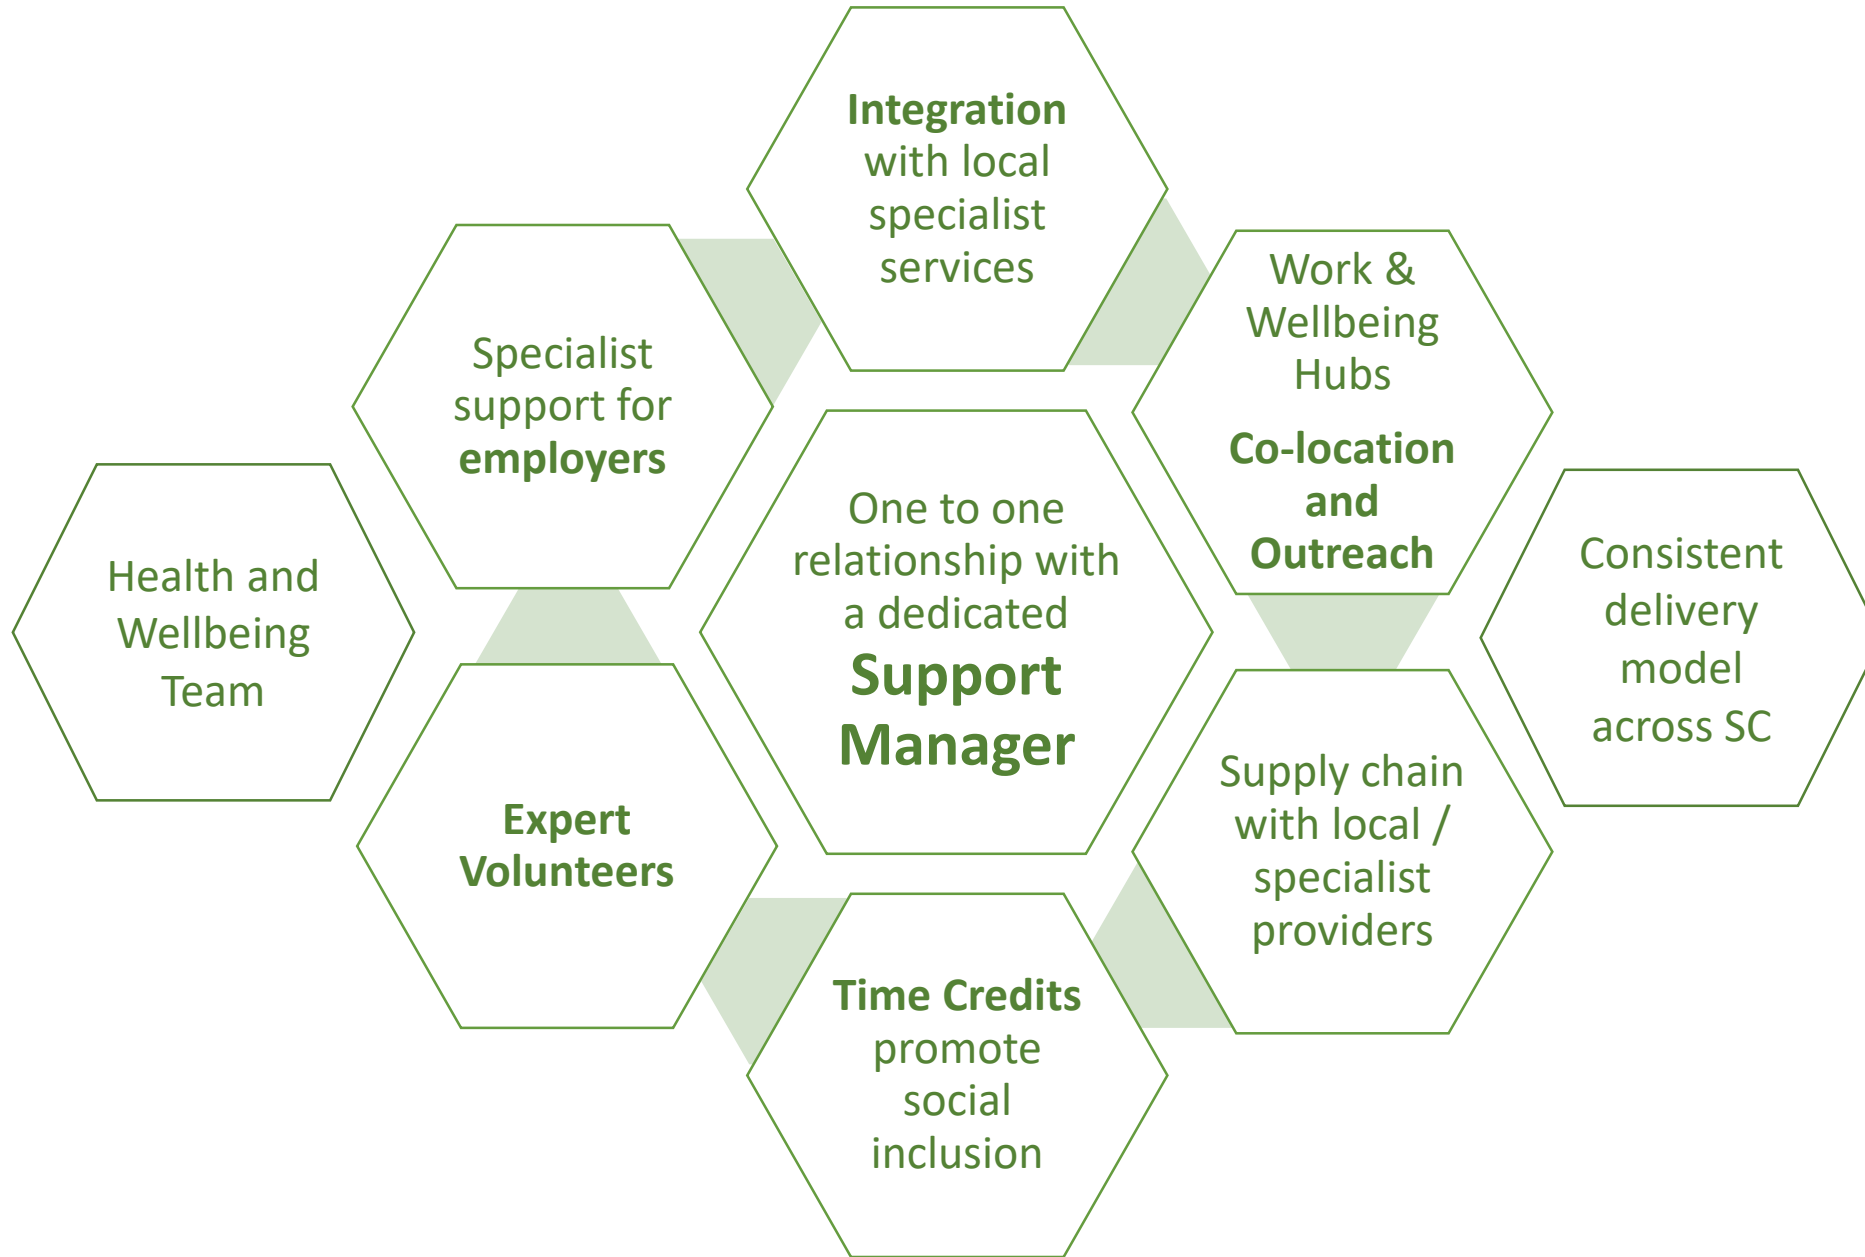 Integration
with local
specialist
services
Specialist
support for
employers
Work &
Wellbeing
Hubs
Co-location
and
Outreach
Health and
Wellbeing
Team
One to one
relationship with
a dedicated
Support
Manager
Consistent
delivery
model
across SC
Expert
Volunteers
Supply chain
with local /
specialist
providers
Time Credits
promote
social
inclusion